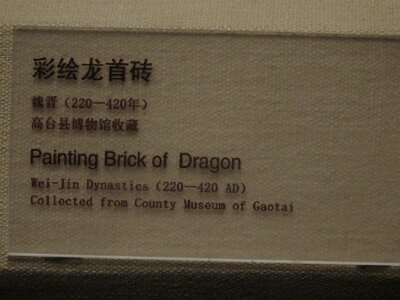 彩绘龙首砖
魏晋（220—420年）
高台县博物馆收藏
Painting Brick of Dragon
Wei-Jin Dynasties (220—420 AD)
Collected from County Museum of Gaotai